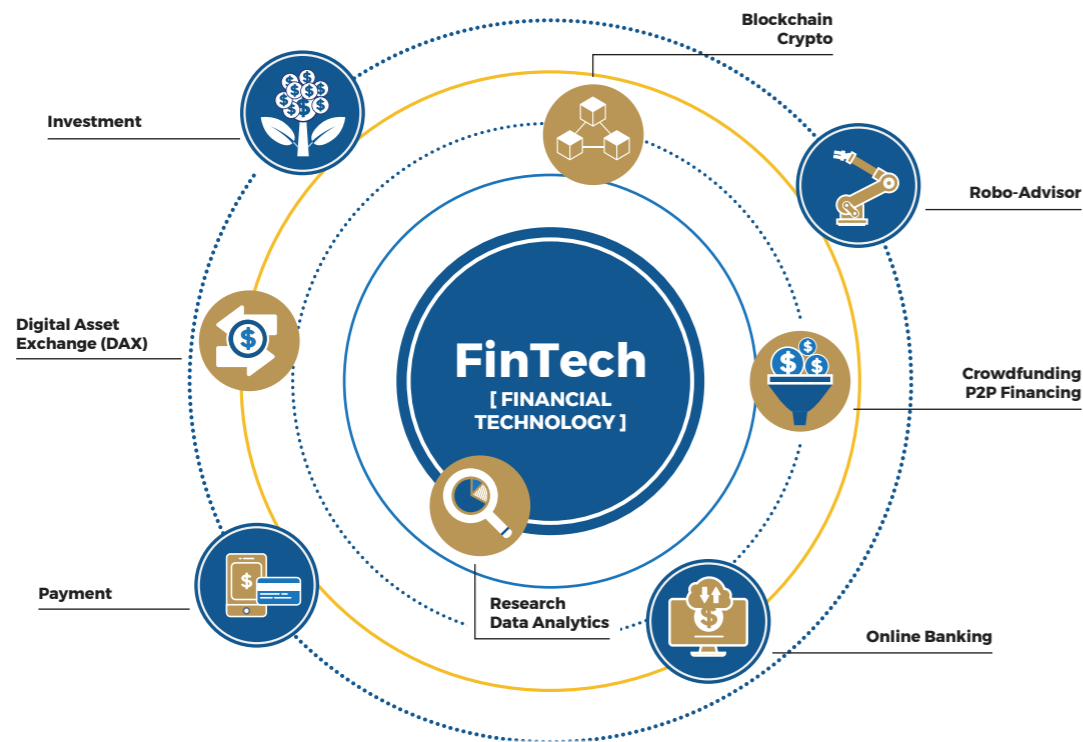 Blockchain
Crypto
Investment
Robo-Advisor
Digital Asset
Exchange (DAX)
FinTech
[ FINANCIAL
TECHNOLOGY ]
Crowdfunding
P2P Financing
Payment
Research
Data Analytics
Online Banking